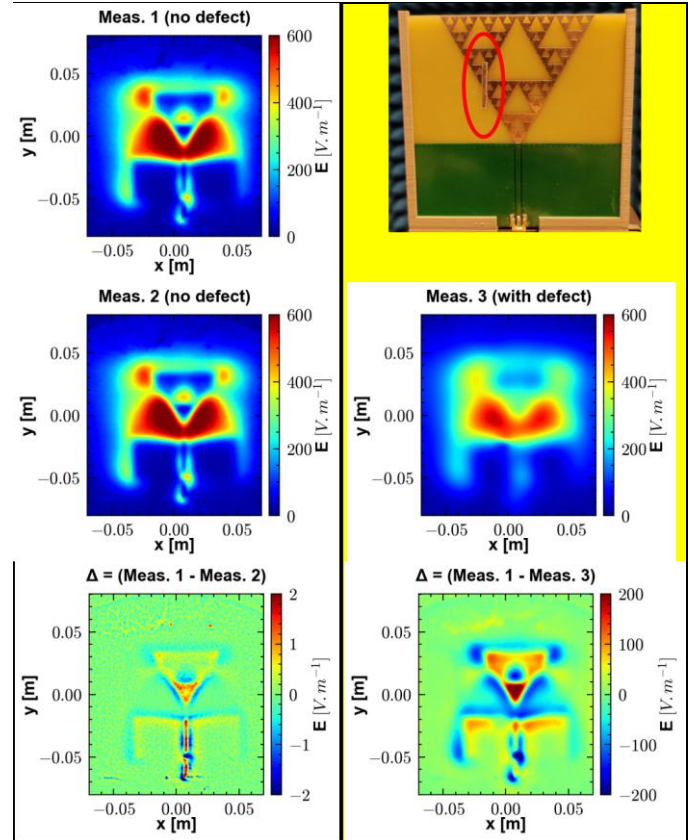 Meas. 1 (no defect)
y [m]
0.05
0.00
−0.05
−0.05
0.00
0.05
x [m]
600
400
200
0
E [V.m⁻¹]
Meas. 2 (no defect)
y [m]
0.05
0.00
−0.05
−0.05
0.00
0.05
x [m]
600
400
200
0
E [V.m⁻¹]
Meas. 3 (with defect)
y [m]
0.05
0.00
−0.05
−0.05
0.00
0.05
x [m]
600
400
200
0
E [V.m⁻¹]
Δ = (Meas. 1 - Meas. 2)
y [m]
0.05
0.00
−0.05
−0.05
0.00
0.05
x [m]
2
1
0
−1
−2
E [V.m⁻¹]
Δ = (Meas. 1 - Meas. 3)
y [m]
0.05
0.00
−0.05
−0.05
0.00
0.05
x [m]
200
100
0
−100
−200
E [V.m⁻¹]